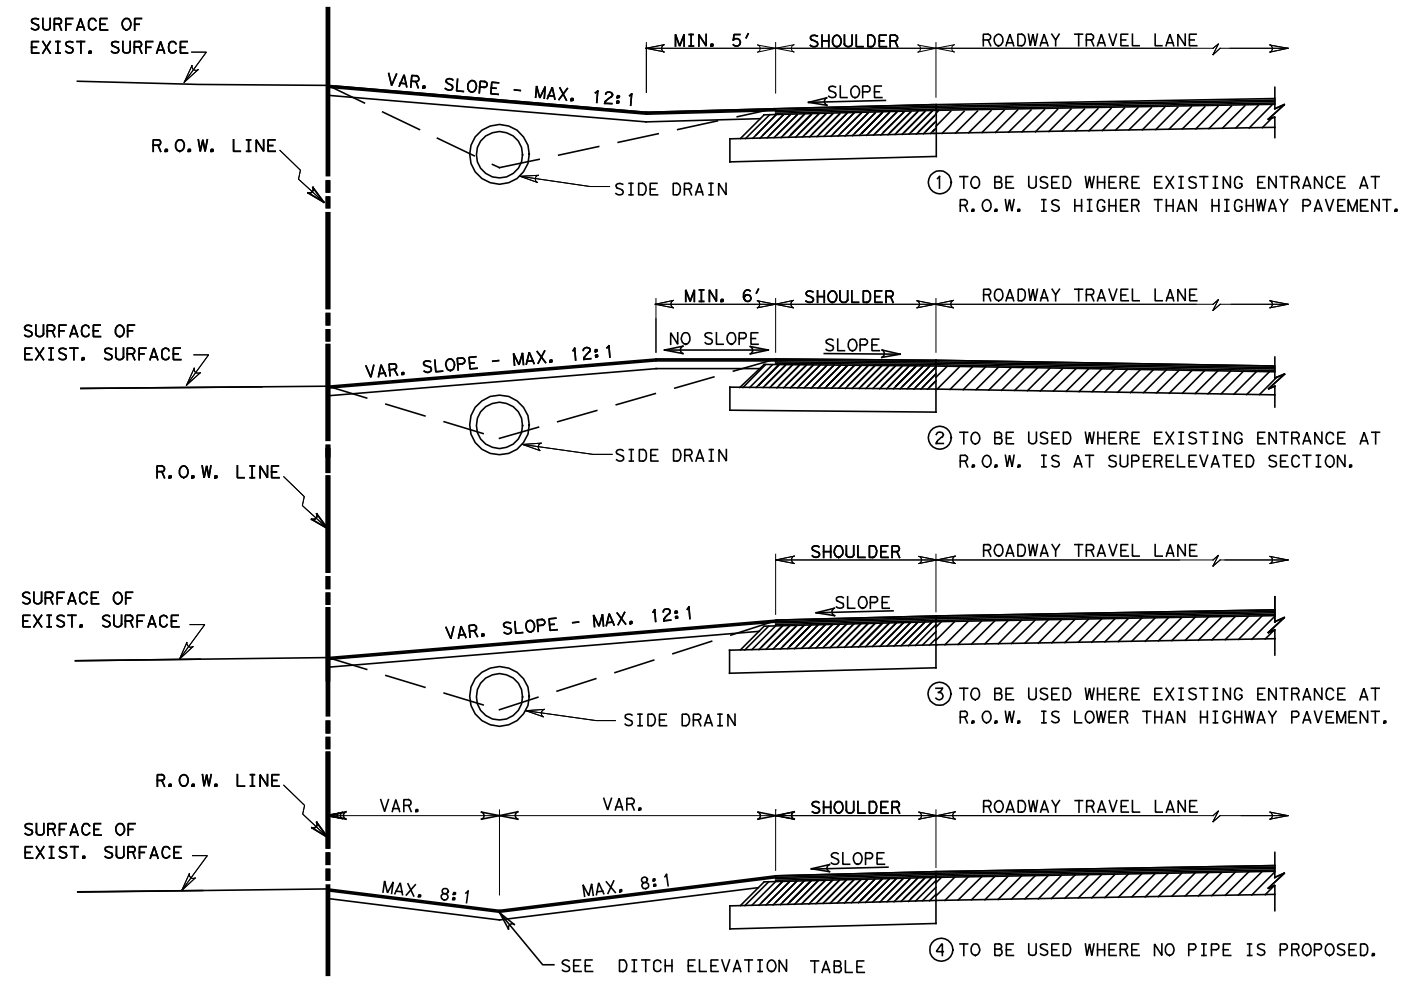 SURFACE OF
EXIST. SURFACE
VAR. SLOPE - MAX. 12:1
MIN. 5'
SHOULDER
ROADWAY TRAVEL LANE
SLOPE
R.O.W. LINE
SIDE DRAIN
1 TO BE USED WHERE EXISTING ENTRANCE AT
R.O.W. IS HIGHER THAN HIGHWAY PAVEMENT.
SURFACE OF
EXIST. SURFACE
VAR. SLOPE - MAX. 12:1
MIN. 6'
SHOULDER
ROADWAY TRAVEL LANE
NO SLOPE
SLOPE
SIDE DRAIN
2 TO BE USED WHERE EXISTING ENTRANCE AT
R.O.W. IS AT SUPERELEVATED SECTION.
R.O.W. LINE
SHOULDER
ROADWAY TRAVEL LANE
SURFACE OF
EXIST. SURFACE
VAR. SLOPE - MAX. 12:1
SLOPE
SIDE DRAIN
3 TO BE USED WHERE EXISTING ENTRANCE AT
R.O.W. IS LOWER THAN HIGHWAY PAVEMENT.
R.O.W. LINE
VAR.
VAR.
SHOULDER
ROADWAY TRAVEL LANE
SURFACE OF
EXIST. SURFACE
MAX. 8:1
MAX. 8:1
SLOPE
SEE DITCH ELEVATION TABLE
4 TO BE USED WHERE NO PIPE IS PROPOSED.